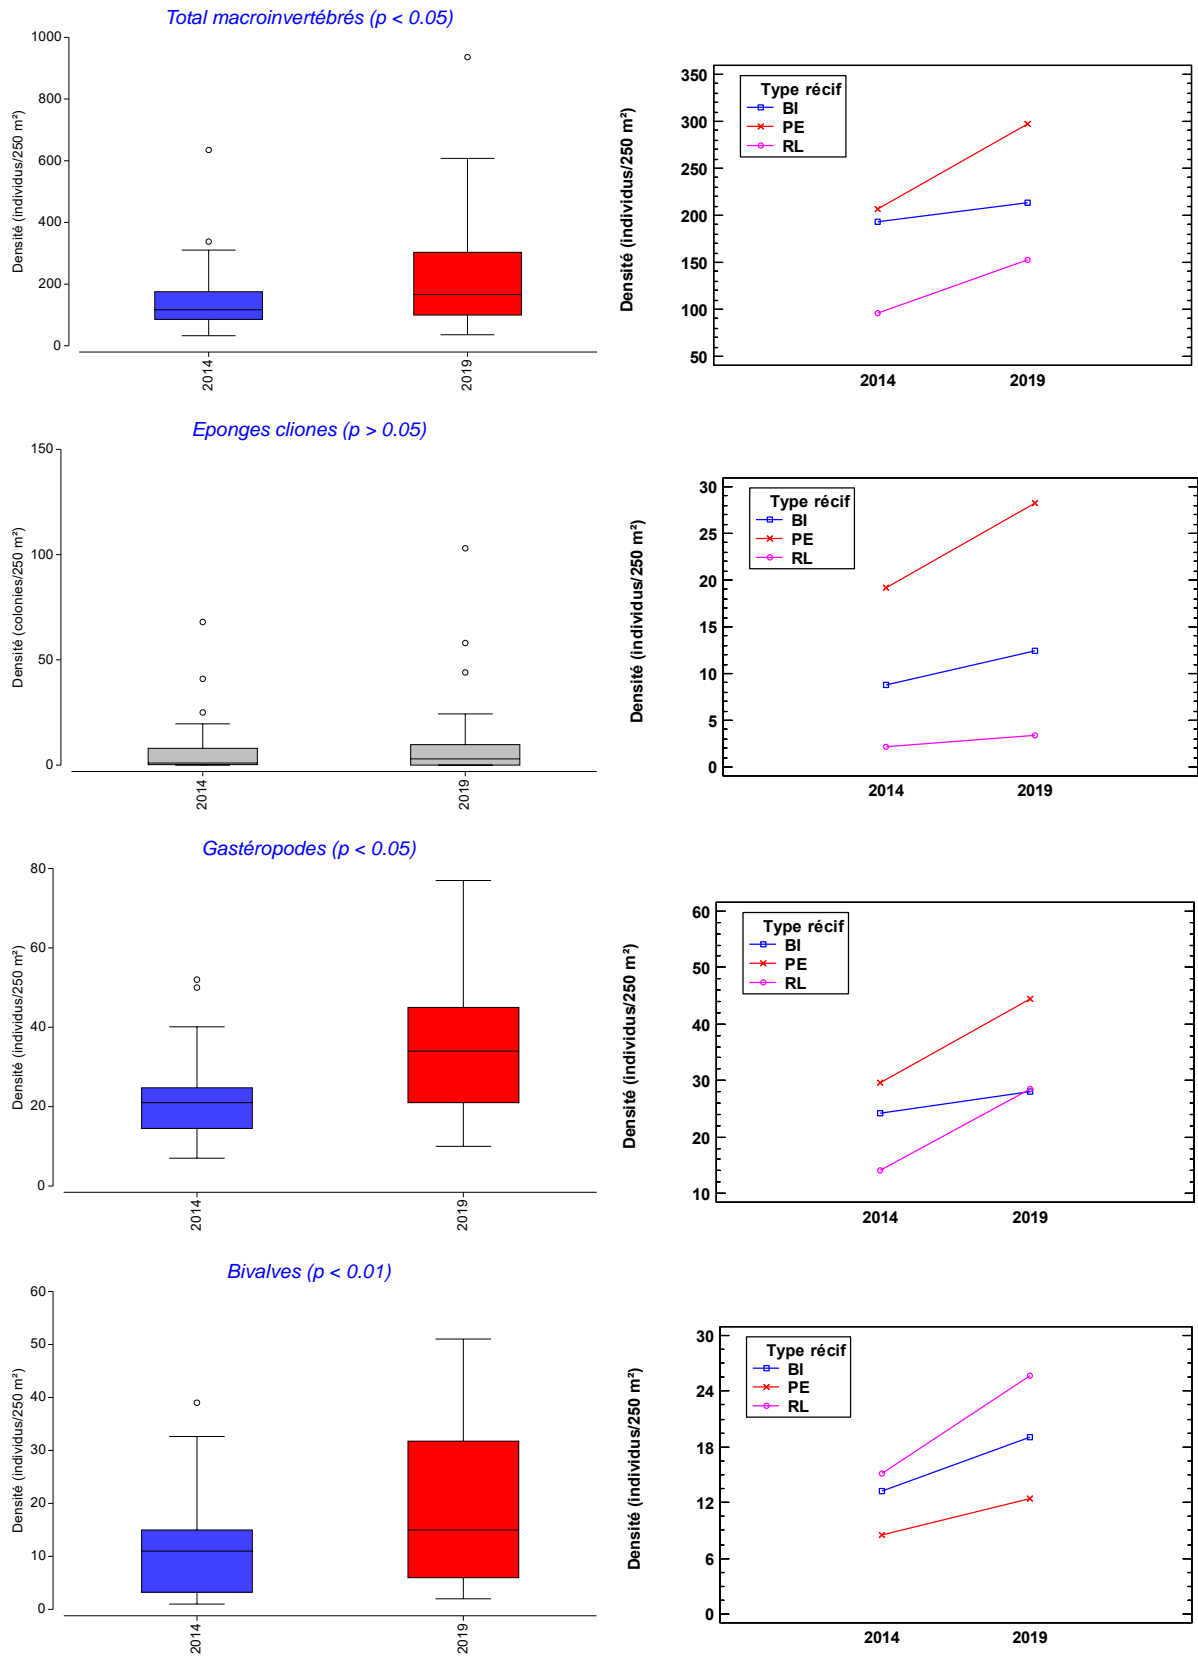 Total macroinvertébrés (p < 0.05)
Densité (individus/250 m²)
1000
800
600
400
200
0
2014
2019
Densité (individus/250 m²)
350
300
250
200
150
100
50
Type récif
BI
PE
RL
2014
2019
Eponges cliones (p > 0.05)
Densité (colonies/250 m²)
150
100
50
0
2014
2019
Densité (individus/250 m²)
30
25
20
15
10
5
0
Type récif
BI
PE
RL
2014
2019
Gastéropodes (p < 0.05)
Densité (individus/250 m²)
80
60
40
20
0
2014
2019
Densité (individus/250 m²)
60
50
40
30
20
10
Type récif
BI
PE
RL
2014
2019
Bivalves (p < 0.01)
Densité (individus/250 m²)
60
50
40
30
20
10
0
2014
2019
Densité (individus/250 m²)
30
24
18
12
6
0
Type récif
BI
PE
RL
2014
2019